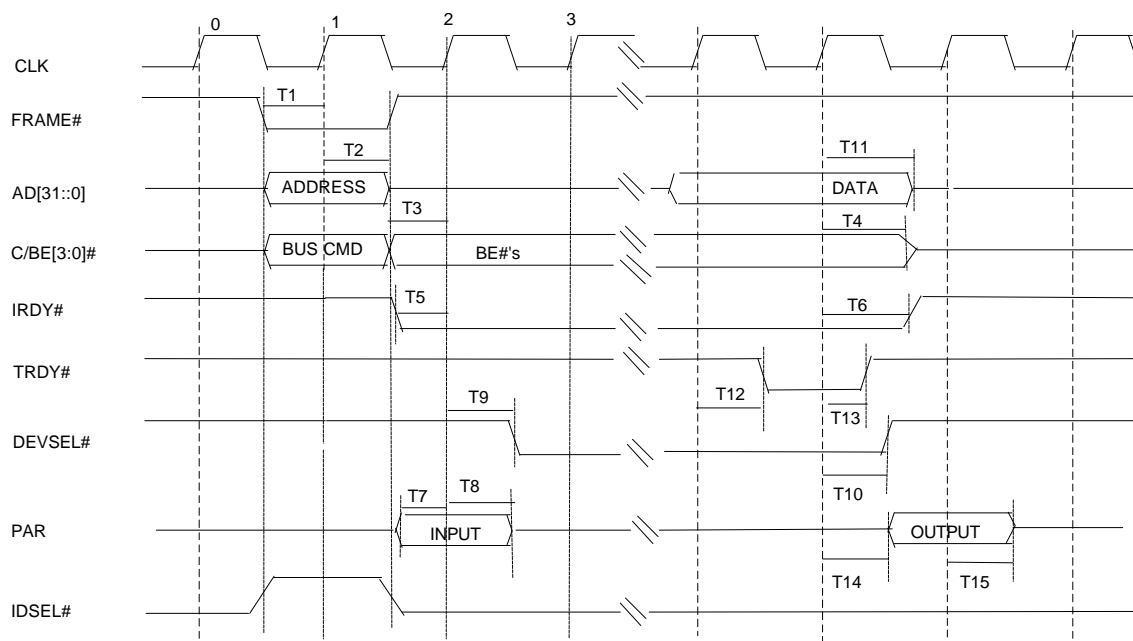 0 1 2 3
CLK
T1
FRAME#
T2 T11
AD[31::0] ADDRESS DATA
T3 T4
C/BE[3:0]# BUS CMD BE#'s
T5 T6
IRDY#
TRDY#
T9 T12 T13
DEVSEL#
T7 T8 T10
PAR INPUT OUTPUT
T14 T15
IDSEL#